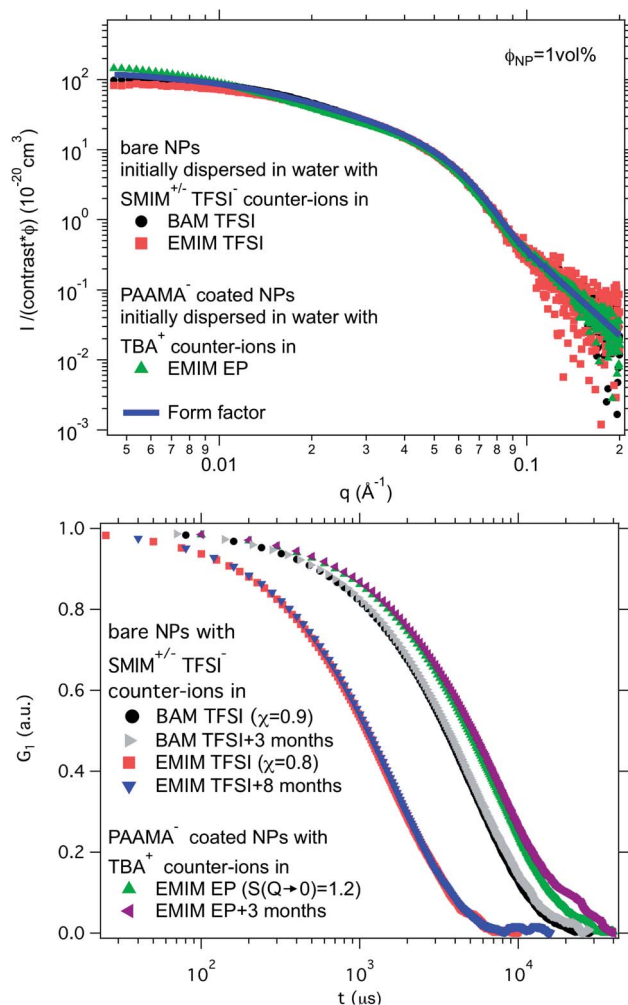 ϕNP=1vol%
10²
10¹
10⁰
10⁻¹
10⁻²
10⁻³
I /(contrast*ϕ) (10⁻²⁰cm³)
bare NPs
initially dispersed in water with
SMIM⁺/⁻ TFSI⁻ counter-ions in
BAM TFSI
EMIM TFSI
PAAMA⁻ coated NPs
initially dispersed in water with
TBA⁺ counter-ions in
EMIM EP
Form factor
5 6 7 8 9 0.01 2 3 4 5 6 7 8 9 0.1 2
q (Å⁻¹)
1.0
0.8
0.6
0.4
0.2
0.0
G₁ (a.u.)
bare NPs with
SMIM⁺/⁻ TFSI⁻
counter-ions in
BAM TFSI (χ=0.9)
BAM TFSI+3 months
EMIM TFSI (χ=0.8)
EMIM TFSI+8 months
PAAMA⁻ coated NPs with
TBA⁺ counter-ions in
EMIM EP (S(Q→0)=1.2)
EMIM EP+3 months
10² 10³ 10⁴
t (μs)